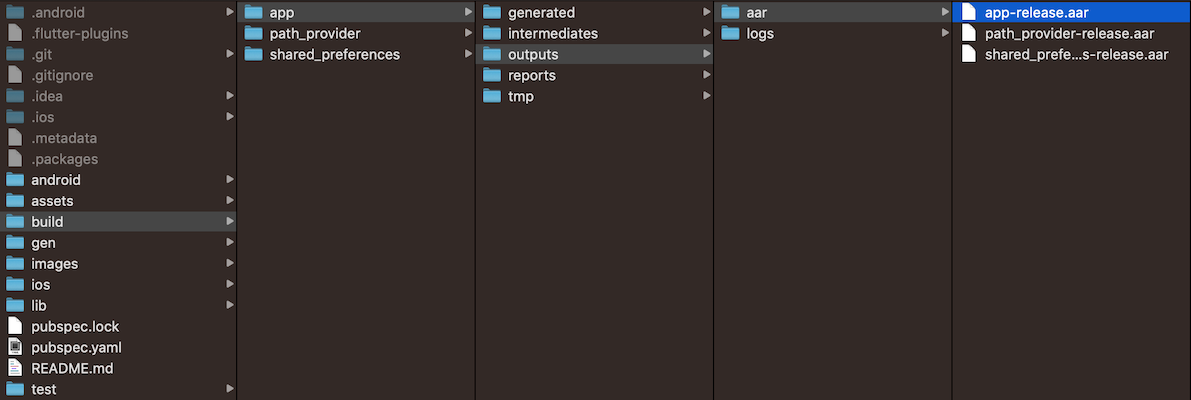 .android
.flutter-plugins
.git
.gitignore
.idea
.ios
.metadata
.packages
android
assets
build
gen
images
ios
lib
pubspec.lock
pubspec.yaml
README.md
test
app
path_provider
shared_preferences
generated
intermediates
outputs
reports
tmp
aar
logs
app-release.aar
path_provider-release.aar
shared_prefe...s-release.aar